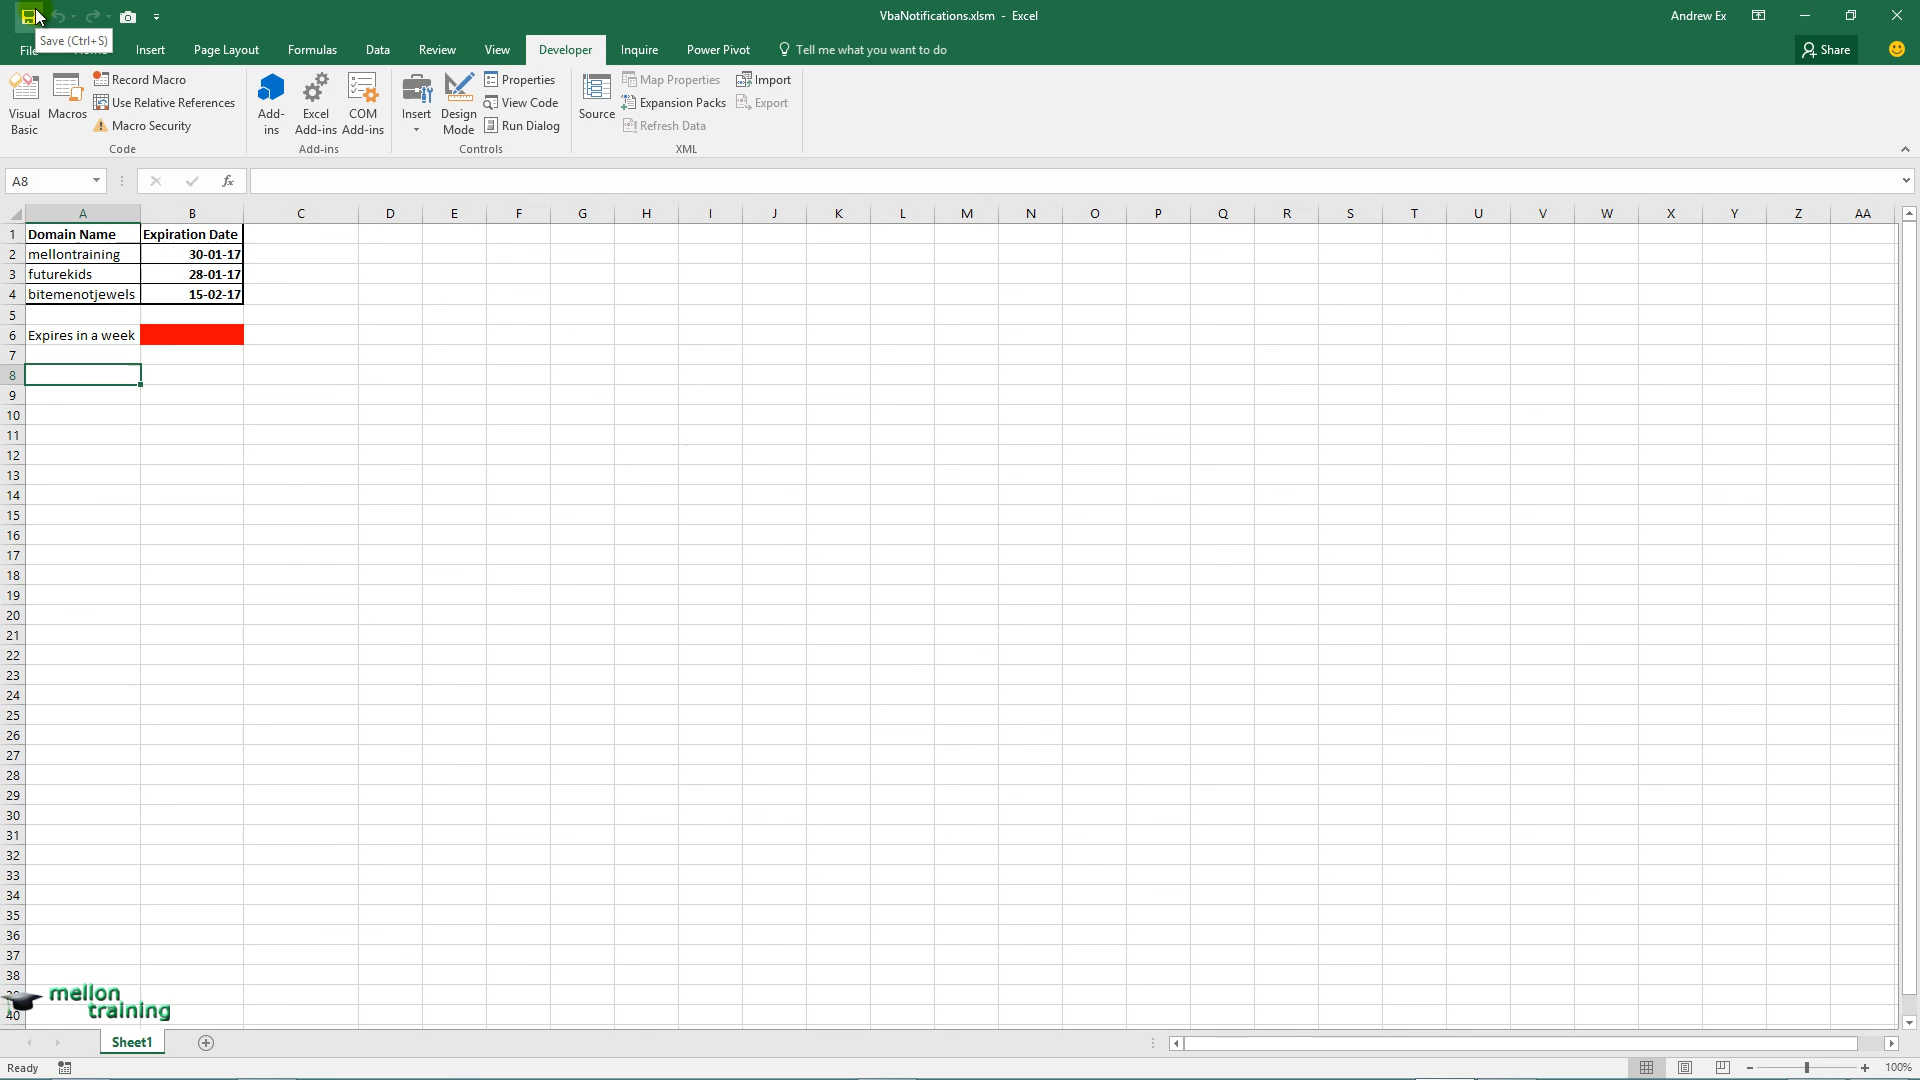 VbaNotifications.xlsm - Excel
Andrew Ex
Save (Ctrl+S)
Insert Page Layout Formulas Data Review View Developer Inquire Power Pivot Tell me what you want to do Share
Visual Basic
Macros
Record Macro
Use Relative References
Macro Security
Code
Add-ins
Excel Add-ins
COM Add-ins
Add-ins
Insert
Design Mode
Properties
View Code
Run Dialog
Controls
Source
Map Properties
Expansion Packs
Refresh Data
Import
Export
XML
A8
fx
A B C D E F G H I J K L M N O P Q R S T U V W X Y Z AA
1 Domain Name Expiration Date
2 mellontraining 30-01-17
3 futurekids 28-01-17
4 bitemenotjewels 15-02-17
5
6 Expires in a week
7
8
9
10
11
12
13
14
15
16
17
18
19
20
21
22
23
24
25
26
27
28
29
30
31
32
33
34
35
36
37
38
40
mellon
training
Sheet1
Ready
100%